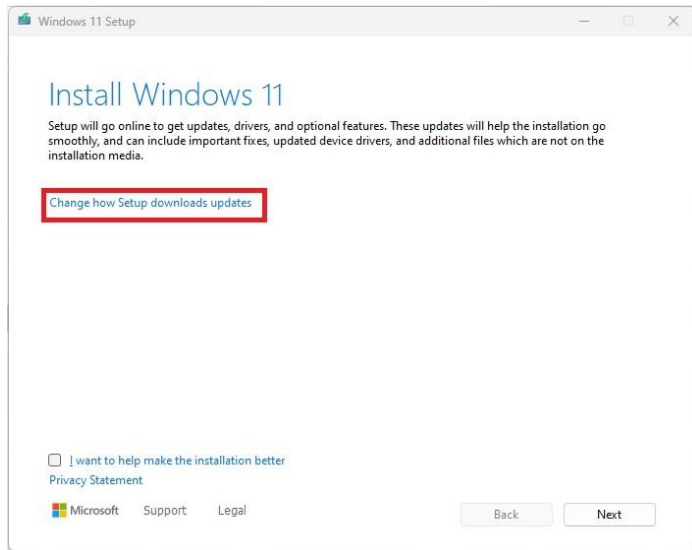 Windows 11 Setup
Install Windows 11
Setup will go online to get updates, drivers, and optional features. These updates will help the installation go
smoothly, and can include important fixes, updated device drivers, and additional files which are not on the
installation media.
Change how Setup downloads updates
I want to help make the installation better
Privacy Statement
Microsoft Support Legal Back Next